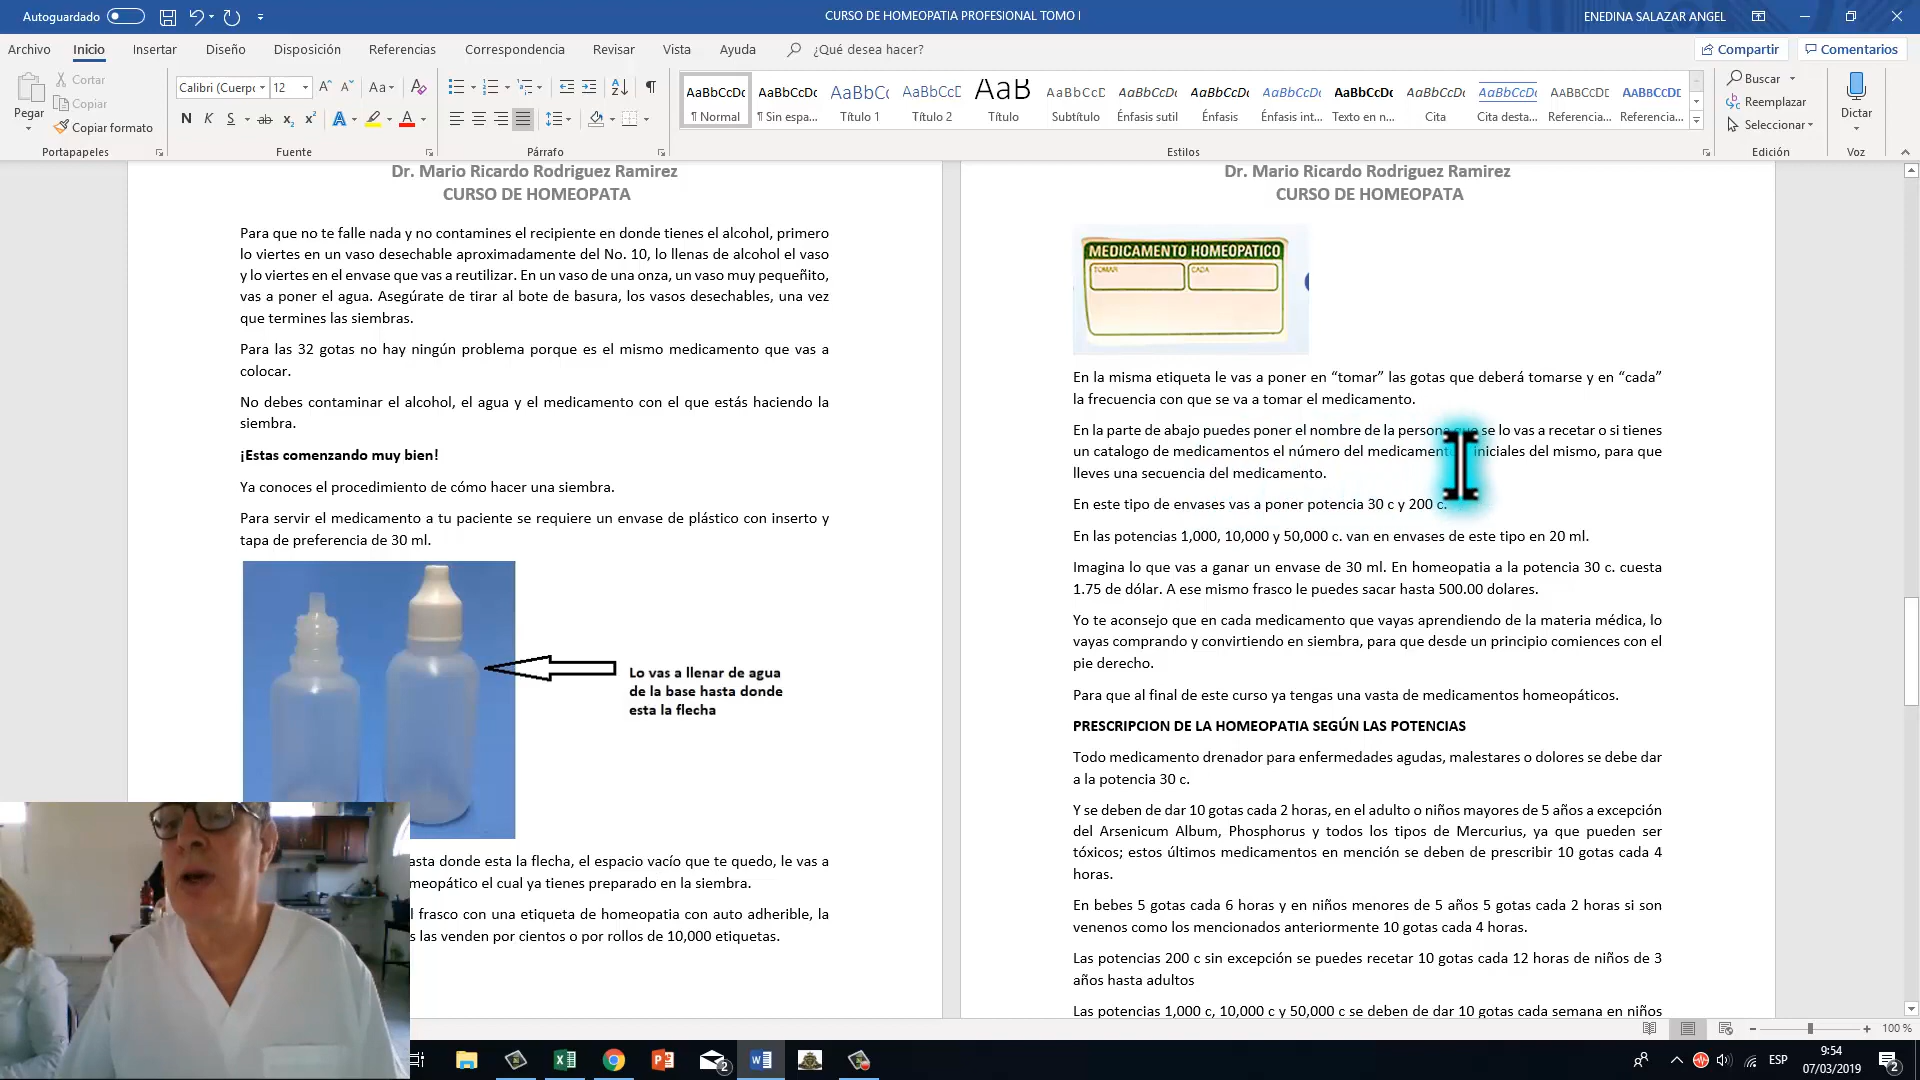 Autoguardado
CURSO DE HOMEOPATIA PROFESIONAL TOMO I
ENEDINA SALAZAR ANGEL
Archivo Inicio Insertar Diseño Disposición Referencias Correspondencia Revisar Vista Ayuda ¿Qué desea hacer? Compartir Comentarios
Pegar
Cortar
Copiar
Copiar formato
Portapapeles
Calibri (Cuerpo 12
N K S ab x₂ x² A A
Fuente
Párrafo
AaBbCcDc AaBbCcDc AaBbCc AaBbCcD AaB AaBbCcD AaBbCcDc AaBbCcDc AaBbCcDc AaBbCcDc AaBbCcDc AaBbCcDc AABBCCDC AABBCCDE
¶ Normal ¶ Sin espa... Título 1 Título 2 Título Subtítulo Énfasis sutil Énfasis Énfasis int... Texto en n... Cita Cita desta... Referencia... Referencia...
Estilos
Buscar
Reemplazar
Seleccionar
Edición
Dictar
Voz
Dr. Mario Ricardo Rodriguez Ramirez
CURSO DE HOMEOPATA
Para que no te falle nada y no contamines el recipiente en donde tienes el alcohol, primero
lo viertes en un vaso desechable aproximadamente del No. 10, lo llenas de alcohol el vaso
y lo viertes en el envase que vas a reutilizar. En un vaso de una onza, un vaso muy pequeñito,
vas a poner el agua. Asegúrate de tirar al bote de basura, los vasos desechables, una vez
que termines las siembras.
Para las 32 gotas no hay ningún problema porque es el mismo medicamento que vas a
colocar.
No debes contaminar el alcohol, el agua y el medicamento con el que estás haciendo la
siembra.
¡Estas comenzando muy bien!
Ya conoces el procedimiento de cómo hacer una siembra.
Para servir el medicamento a tu paciente se requiere un envase de plástico con inserto y
tapa de preferencia de 30 ml.
Lo vas a llenar de agua
de la base hasta donde
esta la flecha
asta donde esta la flecha, el espacio vacío que te quedo, le vas a
meopático el cual ya tienes preparado en la siembra.
l frasco con una etiqueta de homeopatia con auto adherible, la
s las venden por cientos o por rollos de 10,000 etiquetas.
Dr. Mario Ricardo Rodriguez Ramirez
CURSO DE HOMEOPATA
MEDICAMENTO HOMEOPATICO
TOMAR CADA
En la misma etiqueta le vas a poner en “tomar” las gotas que deberá tomarse y en “cada”
la frecuencia con que se va a tomar el medicamento.
En la parte de abajo puedes poner el nombre de la persona que se lo vas a recetar o si tienes
un catalogo de medicamentos el número del medicamento iniciales del mismo, para que
lleves una secuencia del medicamento.
En este tipo de envases vas a poner potencia 30 c y 200 c.
En las potencias 1,000, 10,000 y 50,000 c. van en envases de este tipo en 20 ml.
Imagina lo que vas a ganar un envase de 30 ml. En homeopatia a la potencia 30 c. cuesta
1.75 de dólar. A ese mismo frasco le puedes sacar hasta 500.00 dolares.
Yo te aconsejo que en cada medicamento que vayas aprendiendo de la materia médica, lo
vayas comprando y convirtiendo en siembra, para que desde un principio comiences con el
pie derecho.
Para que al final de este curso ya tengas una vasta de medicamentos homeopáticos.
PRESCRIPCION DE LA HOMEOPATIA SEGÚN LAS POTENCIAS
Todo medicamento drenador para enfermedades agudas, malestares o dolores se debe dar
a la potencia 30 c.
Y se deben de dar 10 gotas cada 2 horas, en el adulto o niños mayores de 5 años a excepción
del Arsenicum Album, Phosphorus y todos los tipos de Mercurius, ya que pueden ser
tóxicos; estos últimos medicamentos en mención se deben de prescribir 10 gotas cada 4
horas.
En bebes 5 gotas cada 6 horas y en niños menores de 5 años 5 gotas cada 2 horas si son
venenos como los mencionados anteriormente 10 gotas cada 4 horas.
Las potencias 200 c sin excepción se puedes recetar 10 gotas cada 12 horas de niños de 3
años hasta adultos
Las potencias 1,000 c, 10,000 c y 50,000 c se deben de dar 10 gotas cada semana en niños
100 %
ESP
9:54
07/03/2019